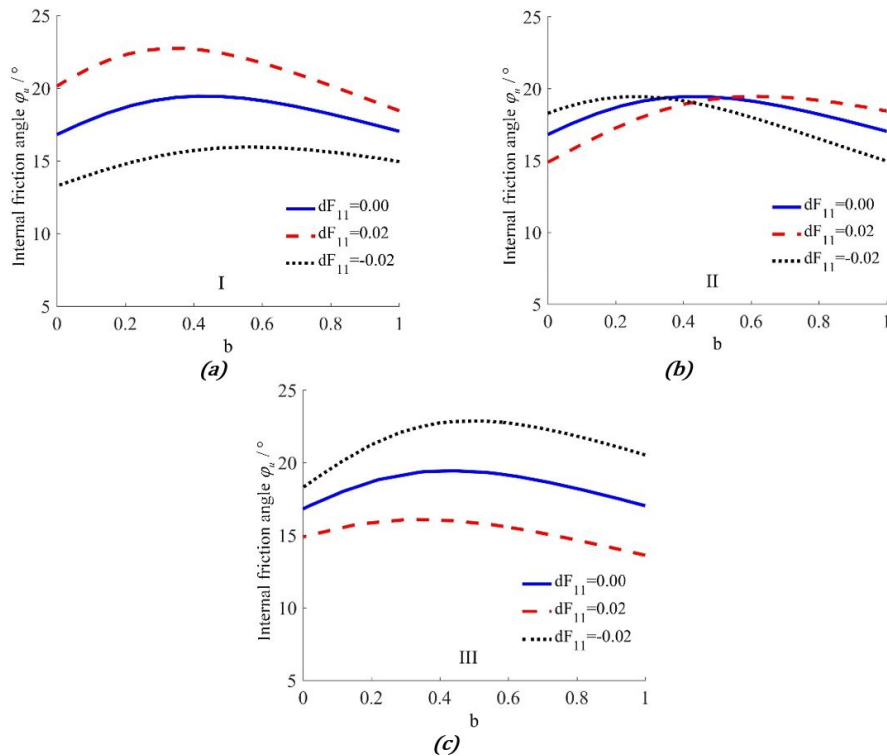 25
20
15
10
5
Internal friction angle φu / °
dF11=0.00
dF11=0.02
dF11=-0.02
I
0 0.2 0.4 0.6 0.8 1
b
(a)
25
20
15
10
5
Internal friction angle φu / °
dF11=0.00
dF11=0.02
dF11=-0.02
II
0 0.2 0.4 0.6 0.8 1
b
(b)
25
20
15
10
5
Internal friction angle φu / °
dF11=0.00
dF11=0.02
dF11=-0.02
III
0 0.2 0.4 0.6 0.8 1
b
(c)